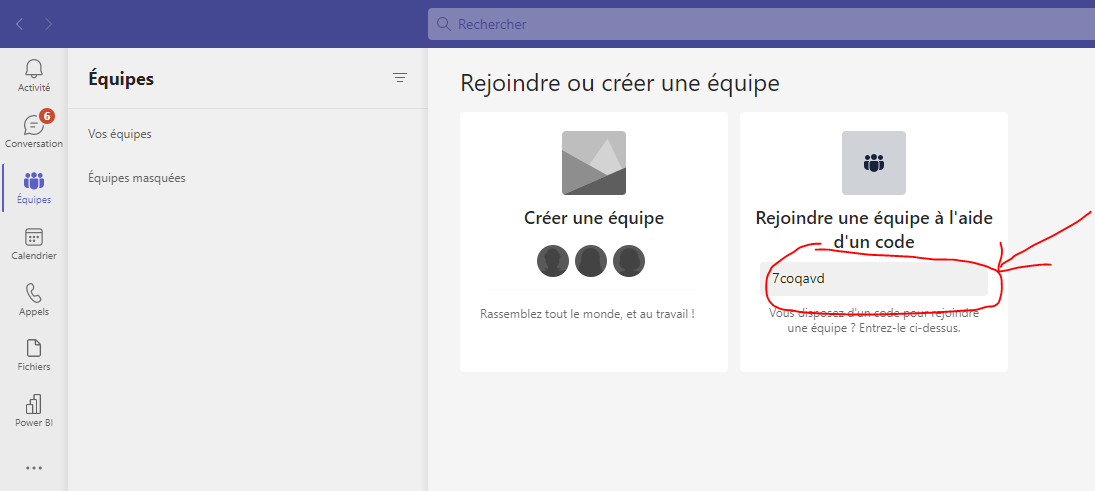 Rechercher
Activité
6
Conversation
Équipes
Calendrier
Appels
Fichiers
Power BI
Équipes
Vos équipes
Équipes masquées
Rejoindre ou créer une équipe
Créer une équipe
Rassemblez tout le monde, et au travail !
Rejoindre une équipe à l'aide
d'un code
7coqavd
Vous disposez d'un code pour rejoindre
une équipe ? Entrez-le ci-dessus.